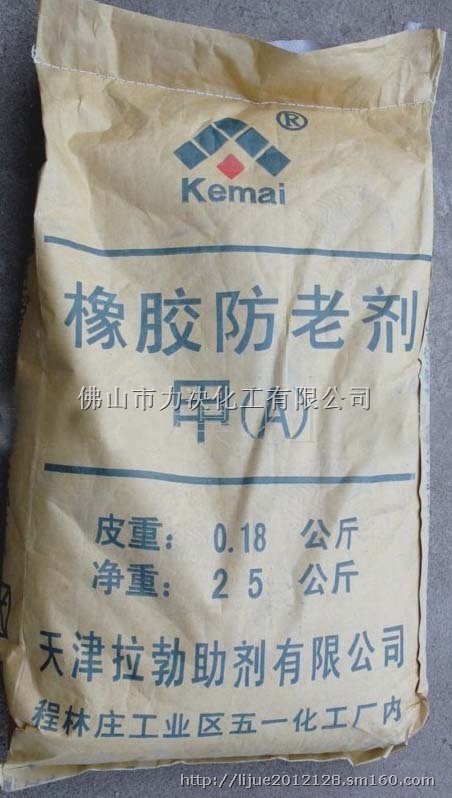 ®
Kemai
橡胶防老剂
佛山市力决化工有限公司
甲(A)
皮重: 0.18 公斤
净重: 25 公斤
天津拉勃助剂有限公司
程林庄工业区五一化工厂内
http://lijue2012128.sm160.com